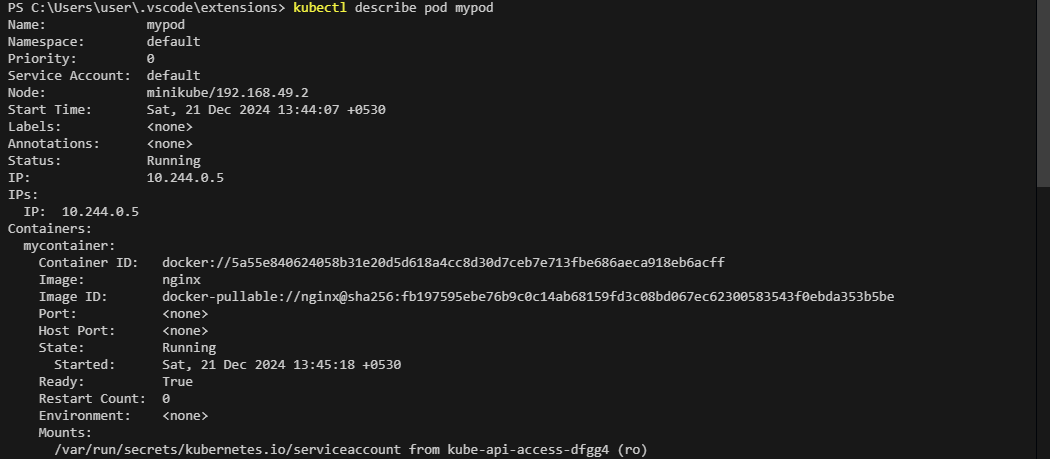 PS C:\Users\user\.vscode\extensions> kubectl describe pod mypod
Name:             mypod
Namespace:        default
Priority:         0
Service Account:  default
Node:             minikube/192.168.49.2
Start Time:       Sat, 21 Dec 2024 13:44:07 +0530
Labels:           <none>
Annotations:      <none>
Status:           Running
IP:               10.244.0.5
IPs:
  IP:  10.244.0.5
Containers:
  mycontainer:
    Container ID:   docker://5a55e840624058b31e20d5d618a4cc8d30d7ceb7e713fbe686aeca918eb6acff
    Image:          nginx
    Image ID:       docker-pullable://nginx@sha256:fb197595ebe76b9c0c14ab68159fd3c08bd067ec62300583543f0ebda353b5be
    Port:           <none>
    Host Port:      <none>
    State:          Running
      Started:      Sat, 21 Dec 2024 13:45:18 +0530
    Ready:          True
    Restart Count:  0
    Environment:    <none>
    Mounts:
      /var/run/secrets/kubernetes.io/serviceaccount from kube-api-access-dfgg4 (ro)